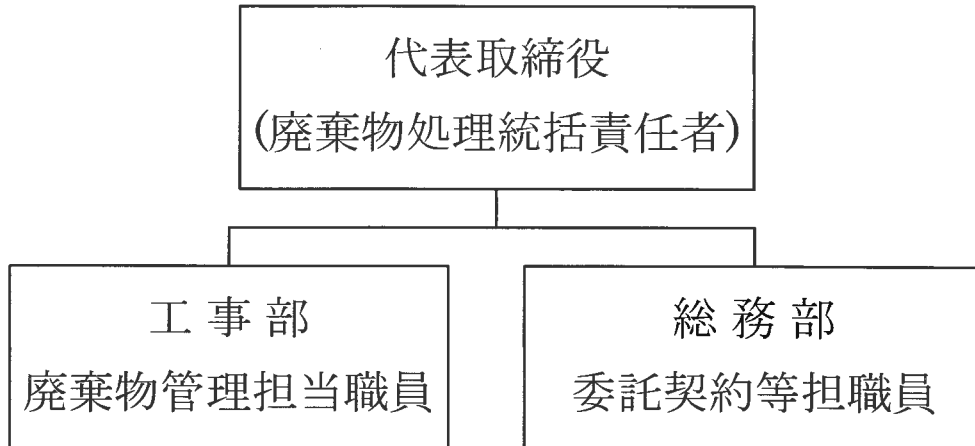 代表取締役
(廃棄物処理統括責任者)
工事部
廃棄物管理担当職員
総務部
委託契約等担職員